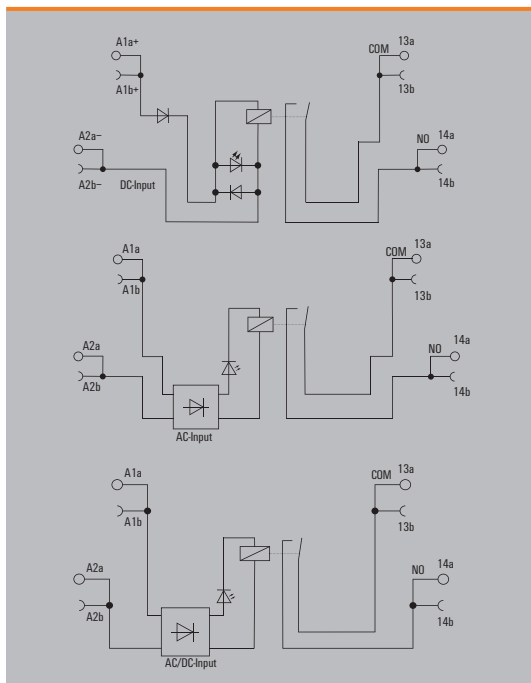 A1a+
COM 13a
A1b+
13b
A2a–
NO 14a
A2b– DC-Input
14b
A1a
COM 13a
A1b
13b
A2a
NO 14a
A2b
14b
AC-Input
A1a
COM 13a
A1b
13b
A2a
NO 14a
A2b
14b
AC/DC-Input